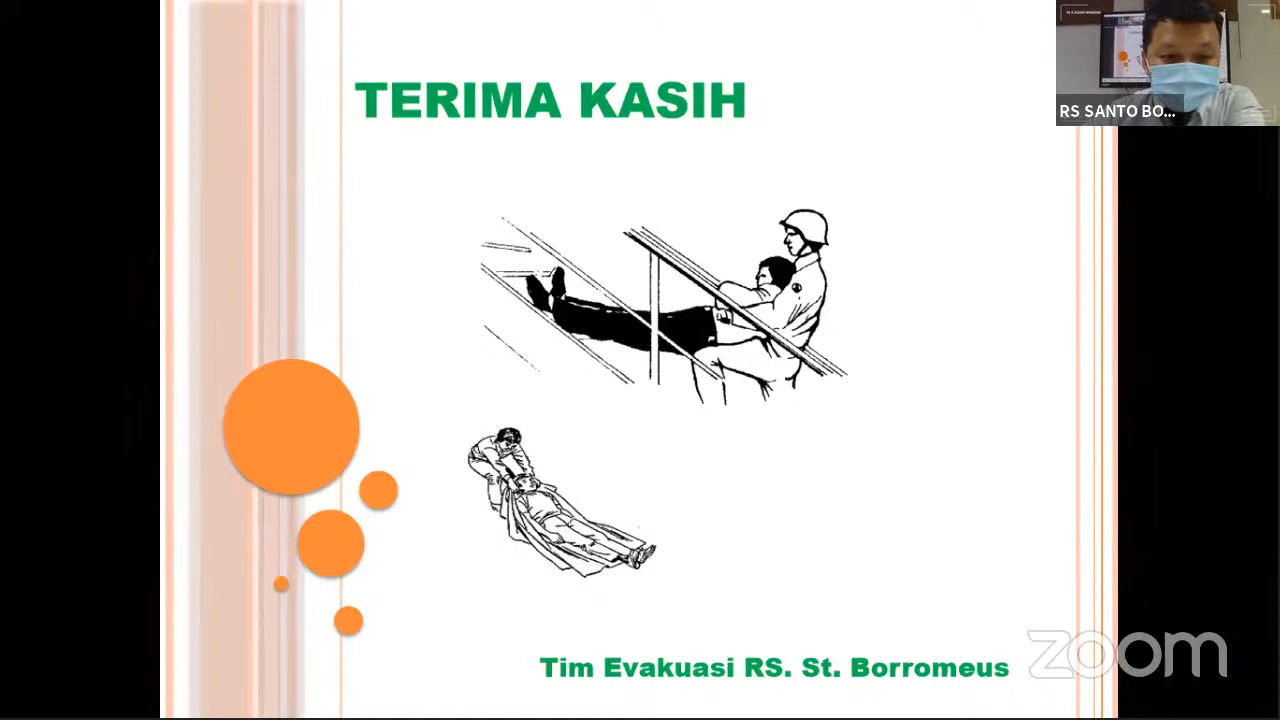 TERIMA KASIH
RS SANTO BO...
Tim Evakuasi RS. St. Borromeus
zoom